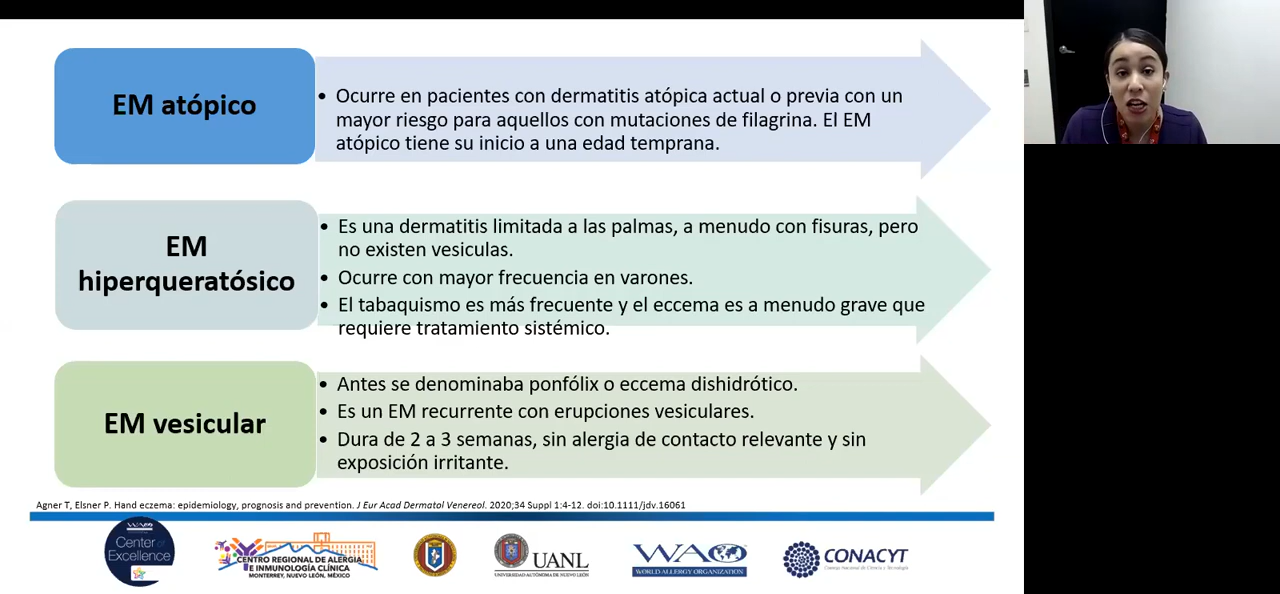 EM atópico
• Ocurre en pacientes con dermatitis atópica actual o previa con un
mayor riesgo para aquellos con mutaciones de filagrina. El EM
atópico tiene su inicio a una edad temprana.
EM
hiperqueratósico
• Es una dermatitis limitada a las palmas, a menudo con fisuras, pero
no existen vesiculas.
• Ocurre con mayor frecuencia en varones.
• El tabaquismo es más frecuente y el eccema es a menudo grave que
requiere tratamiento sistémico.
EM vesicular
• Antes se denominaba ponfólix o eccema dishidrótico.
• Es un EM recurrente con erupciones vesiculares.
• Dura de 2 a 3 semanas, sin alergia de contacto relevante y sin
exposición irritante.
Agner T, Elsner P. Hand eczema: epidemiology, prognosis and prevention. J Eur Acad Dermatol Venereol. 2020;34 Suppl 1:4-12. doi:10.1111/jdv.16061
WAO
Center of
Excellence
CENTRO REGIONAL DE ALERGIA
E INMUNOLOGÍA CLÍNICA
MONTERREY, NUEVO LEÓN, MÉXICO
UANL
UNIVERSIDAD AUTÓNOMA DE NUEVO LEÓN
WAO
WORLD ALLERGY ORGANIZATION
CONACYT
Consejo Nacional de Ciencia y Tecnología